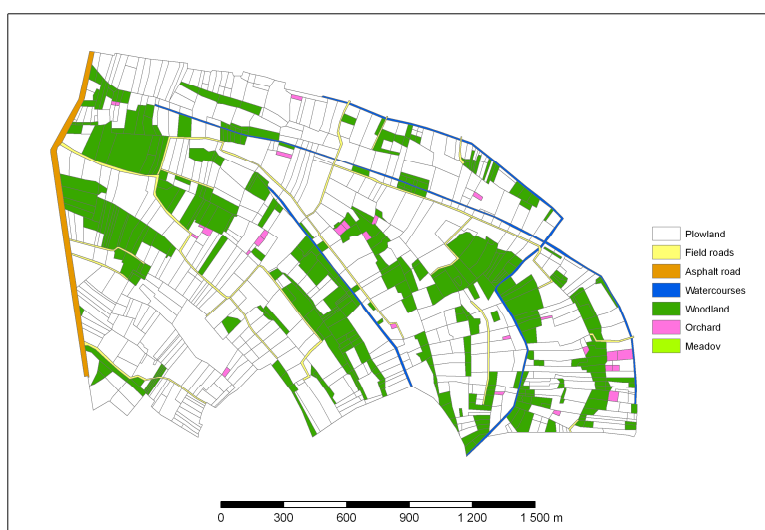 Plowland
Field roads
Asphalt road
Watercourses
Woodland
Orchard
Meadov
0 300 600 900 1 200 1 500 m